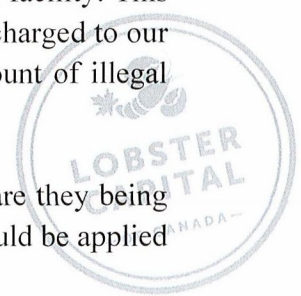 charged to our
ount of illegal
LOBSTER
CAPITAL
CANADA
are they being
uld be applied